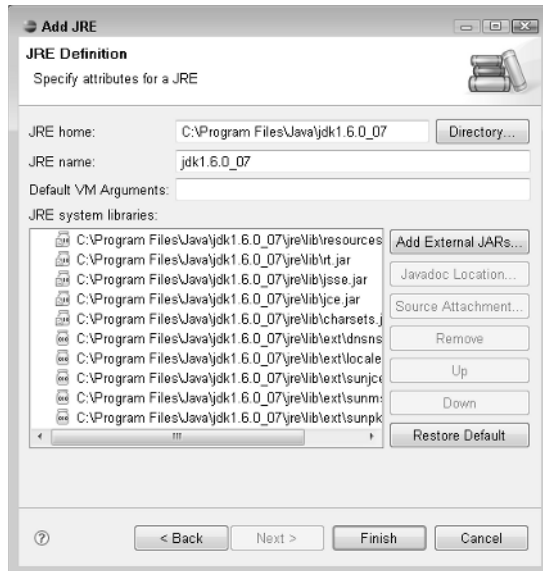 Add JRE
JRE Definition
Specify attributes for a JRE
JRE home: C:\Program Files\Java\jdk1.6.0_07 Directory...
JRE name: jdk1.6.0_07
Default VM Arguments:
JRE system libraries:
C:\Program Files\Java\jdk1.6.0_07\jre\lib\resources
C:\Program Files\Java\jdk1.6.0_07\jre\lib\rt.jar
C:\Program Files\Java\jdk1.6.0_07\jre\lib\jsse.jar
C:\Program Files\Java\jdk1.6.0_07\jre\lib\jce.jar
C:\Program Files\Java\jdk1.6.0_07\jre\lib\charsets.j
C:\Program Files\Java\jdk1.6.0_07\jre\lib\ext\dnsns
C:\Program Files\Java\jdk1.6.0_07\jre\lib\ext\locale
C:\Program Files\Java\jdk1.6.0_07\jre\lib\ext\sunjce
C:\Program Files\Java\jdk1.6.0_07\jre\lib\ext\sunms
C:\Program Files\Java\jdk1.6.0_07\jre\lib\ext\sunpk
Add External JARs...
Javadoc Location...
Source Attachment...
Remove
Up
Down
Restore Default
< Back Next > Finish Cancel